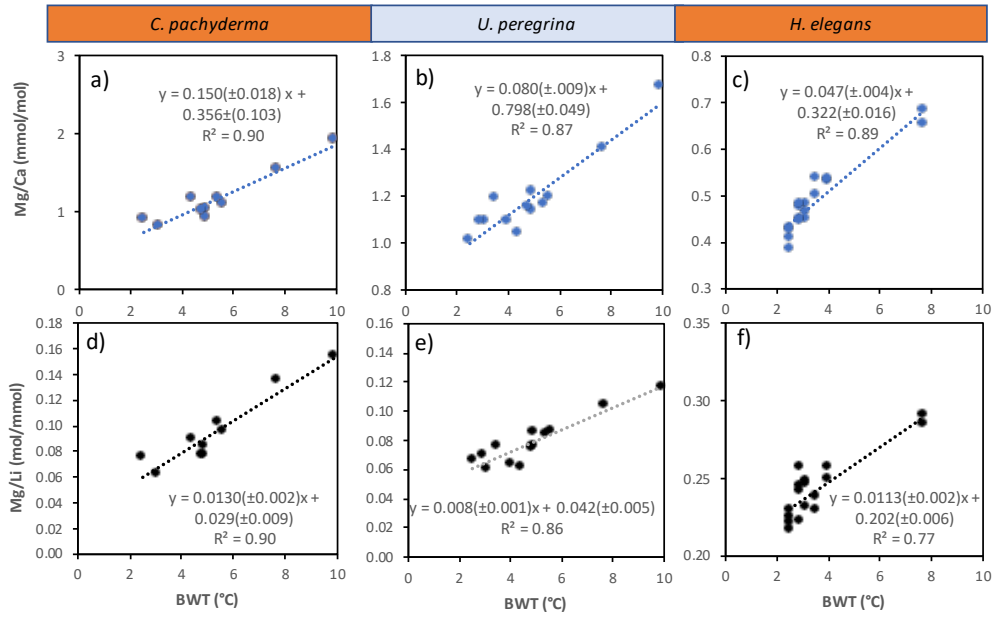 C. pachyderma
U. peregrina
H. elegans
a)
y = 0.150(±0.018) x +
0.356±(0.103)
R² = 0.90
Mg/Ca (mmol/mol)
3
2
1
0
0 2 4 6 8 10
b)
y = 0.080(±.009)x +
0.798(±.049)
R² = 0.87
1.8
1.6
1.4
1.2
1.0
0.8
0 2 4 6 8 10
c)
y = 0.047(±.004)x+
0.322(±0.016)
R² = 0.89
0.8
0.7
0.6
0.5
0.4
0.3
0 2 4 6 8 10
d)
y = 0.0130(±0.002)x +
0.029(±0.009)
R² = 0.90
Mg/Li (mol/mmol)
0.18
0.16
0.14
0.12
0.10
0.08
0.06
0.04
0.02
0.00
0 2 4 6 8 10
BWT (°C)
e)
y = 0.008(±0.001)x + 0.042(±0.005)
R² = 0.86
0.16
0.14
0.12
0.10
0.08
0.06
0.04
0.02
0.00
0 2 4 6 8 10
BWT (°C)
f)
y = 0.0113(±0.002)x +
0.202(±0.006)
R² = 0.77
0.35
0.30
0.25
0.20
0 2 4 6 8 10
BWT (°C)